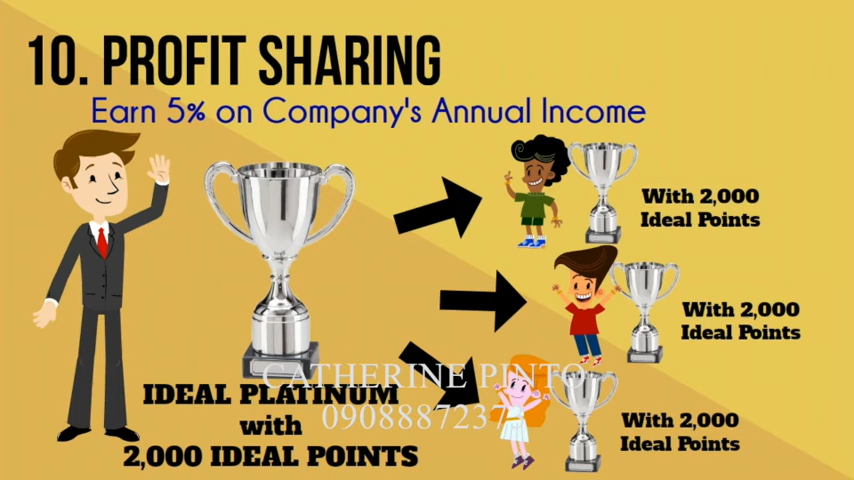 10. PROFIT SHARING
Earn 5% on Company's Annual Income
With 2,000
Ideal Points
With 2,000
Ideal Points
With 2,000
Ideal Points
CATHERINE PINTO
IDEAL PLATINUM
0908887237
with
2,000 IDEAL POINTS